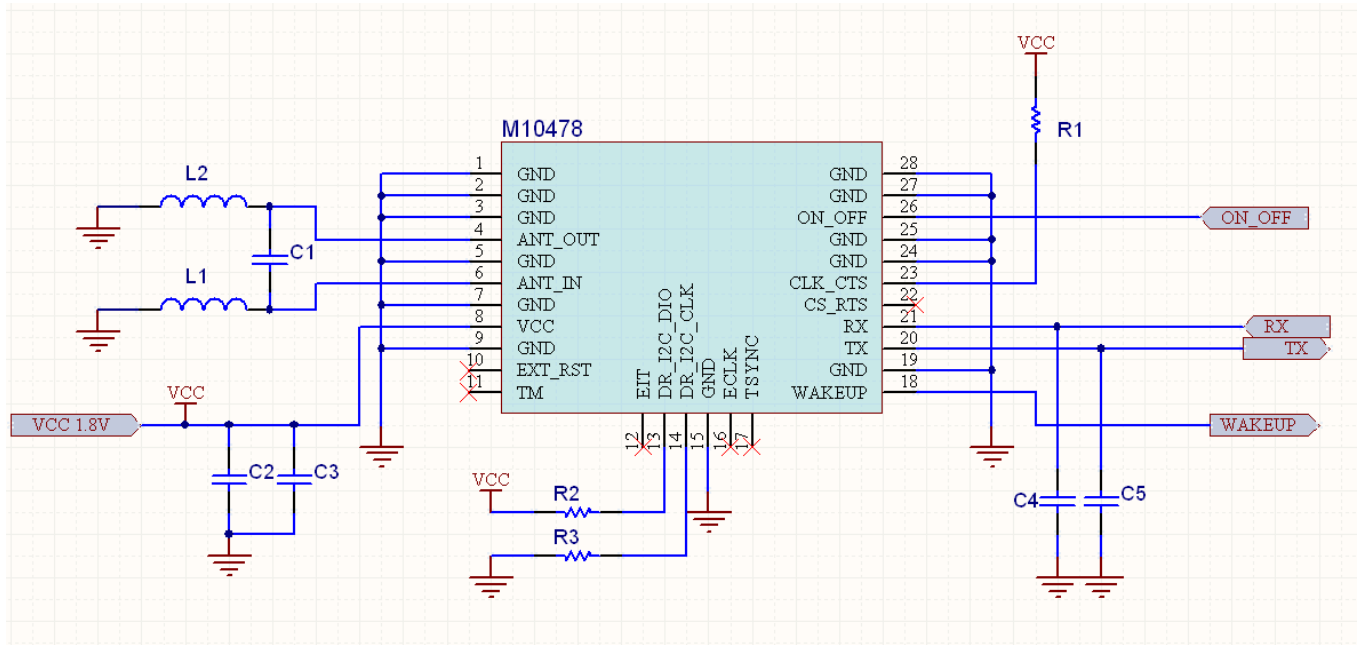 VCC
R1
M10478
L2
C1
L1
1 GND
2 GND
3 GND
4 ANT_OUT
5 GND
6 ANT_IN
7 GND
8 VCC
9 GND
10 EXT_RST
11 TM
28 GND
27 GND
26 ON_OFF
25 GND
24 GND
23 CLK_CTS
22 CS_RTS
21 RX
20 TX
19 GND
18 WAKEUP
12 EIT
13 DR_I2C_DIO
14 DR_I2C_CLK
15 GND
16 ECLK
17 TSYNC
ON_OFF
RX
TX
WAKEUP
VCC
VCC 1.8V
C2
C3
VCC
R2
R3
C4
C5